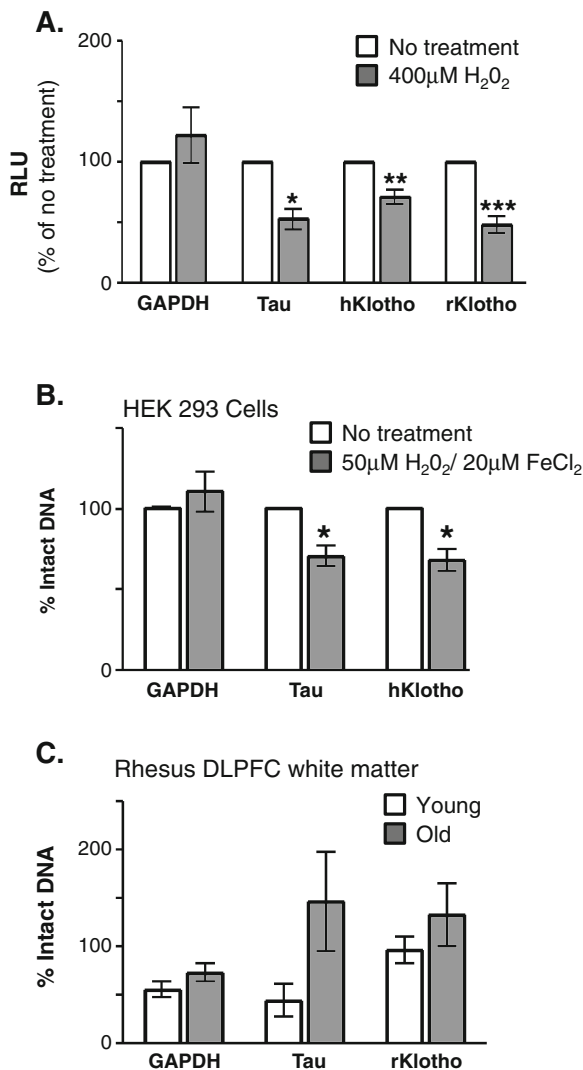 A.
200
No treatment
400μM H₂0₂
RLU
(% of no treatment)
100
*
**
***
0
GAPDH
Tau
hKlotho
rKlotho
B.
HEK 293 Cells
No treatment
50μM H₂0₂/ 20μM FeCl₂
% Intact DNA
100
*
*
0
GAPDH
Tau
hKlotho
C.
Rhesus DLPFC white matter
Young
Old
% Intact DNA
200
100
0
GAPDH
Tau
rKlotho